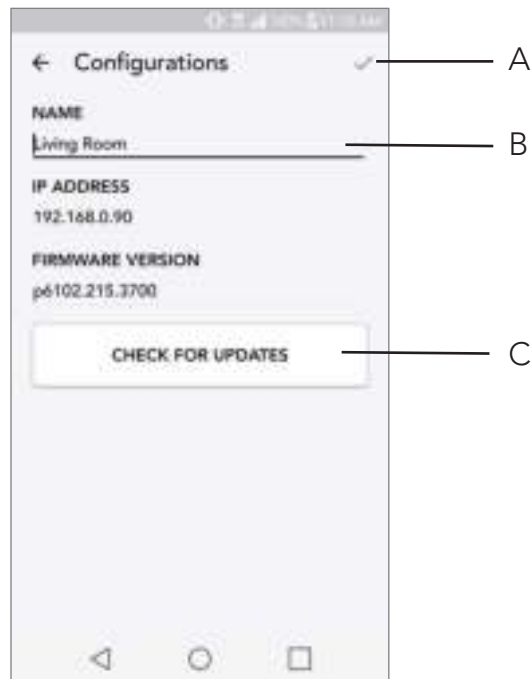 ← Configurations ✓ A
NAME
Living Room B
IP ADDRESS
192.168.0.90
FIRMWARE VERSION
p6102.215.3700
CHECK FOR UPDATES C